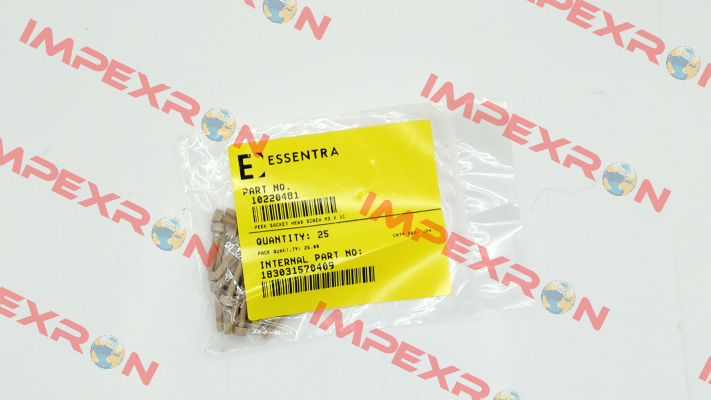 IMPEXRON
IMPEXRON
IMPEXRON
IMPEXRON
IMPEXRON
IMPEXRON
IMPEXRON
IMPEXRON
ESSENTRA
PART NO.
10220481
PEEK SOCKET HEAD SCREW M3 X
QUANTITY: 25
PACK QUANTITY: 25.00
INTERNAL PART NO:
183031570409